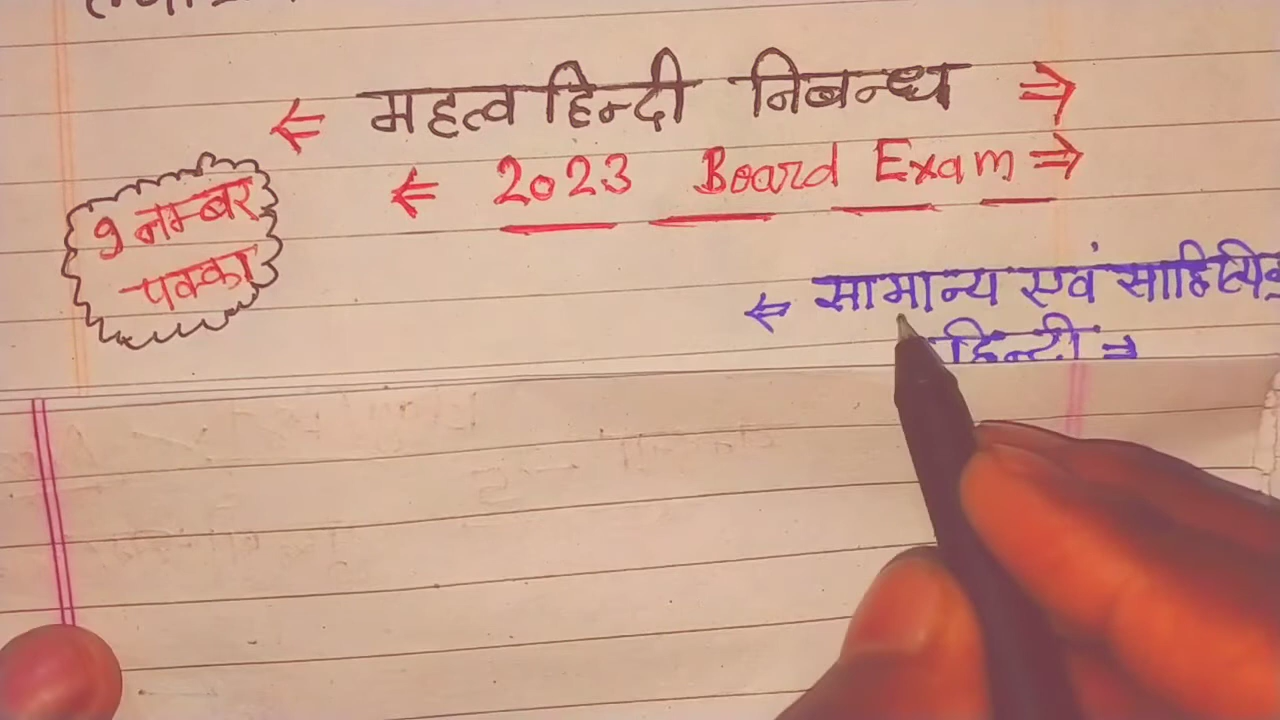 ← महत्व हिन्दी निबन्ध ⇒
← 2023 Board Exam ⇒
9 नम्बर
पक्का
← सामान्य एवं साहित्यिक
हिन्दी ⇒